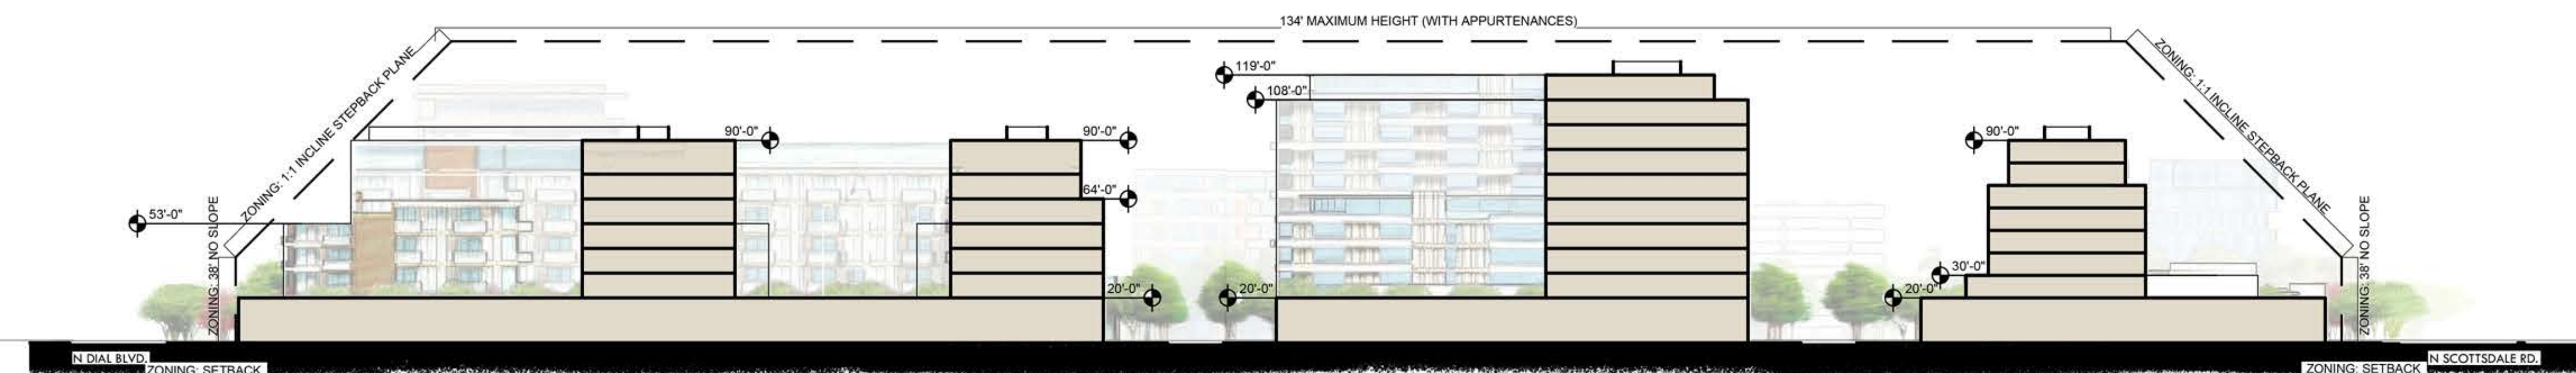 134' MAXIMUM HEIGHT (WITH APPURTENANCES)
ZONING: 1:1 INCLINE STEPBACK PLANE
ZONING: 1:1 INCLINE STEPBACK PLANE
119'-0"
108'-0"
90'-0"
90'-0"
90'-0"
64'-0"
53'-0"
30'-0"
20'-0"
20'-0"
20'-0"
ZONING: 38' NO SLOPE
ZONING: 38' NO SLOPE
N DIAL BLVD.
ZONING: SETBACK
N SCOTTSDALE RD.
ZONING: SETBACK